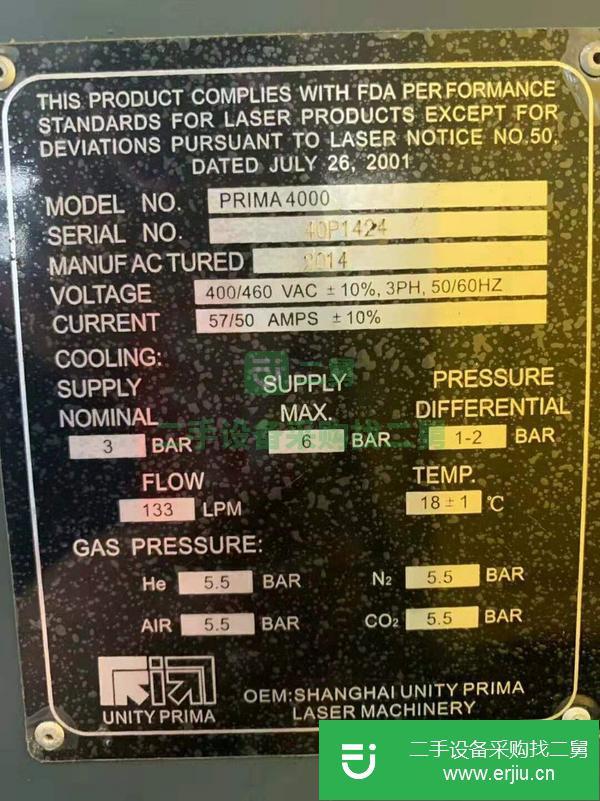 THIS PRODUCT COMPLIES WITH FDA PERFORMANCE
STANDARDS FOR LASER PRODUCTS EXCEPT FOR
DEVIATIONS PURSUANT TO LASER NOTICE NO.50,
DATED JULY 26, 2001
MODEL NO. PRIMA 4000
SERIAL NO. 40P1424
MANUFACTURED 2014
VOLTAGE 400/460 VAC ±10%, 3PH, 50/60HZ
CURRENT 57/50 AMPS ±10%
COOLING:
二舅
SUPPLY SUPPLY PRESSURE
NOMINAL MAX. DIFFERENTIAL
二手设备采购找二舅
3 BAR 6 BAR 1-2 BAR
FLOW TEMP.
133 LPM 18±1 ℃
GAS PRESSURE:
He 5.5 BAR N2 5.5 BAR
AIR 5.5 BAR CO2 5.5 BAR
UNITY PRIMA
OEM:SHANGHAI UNITY PRIMA
LASER MACHINERY
二手设备采购找二舅
www.erjiu.cn